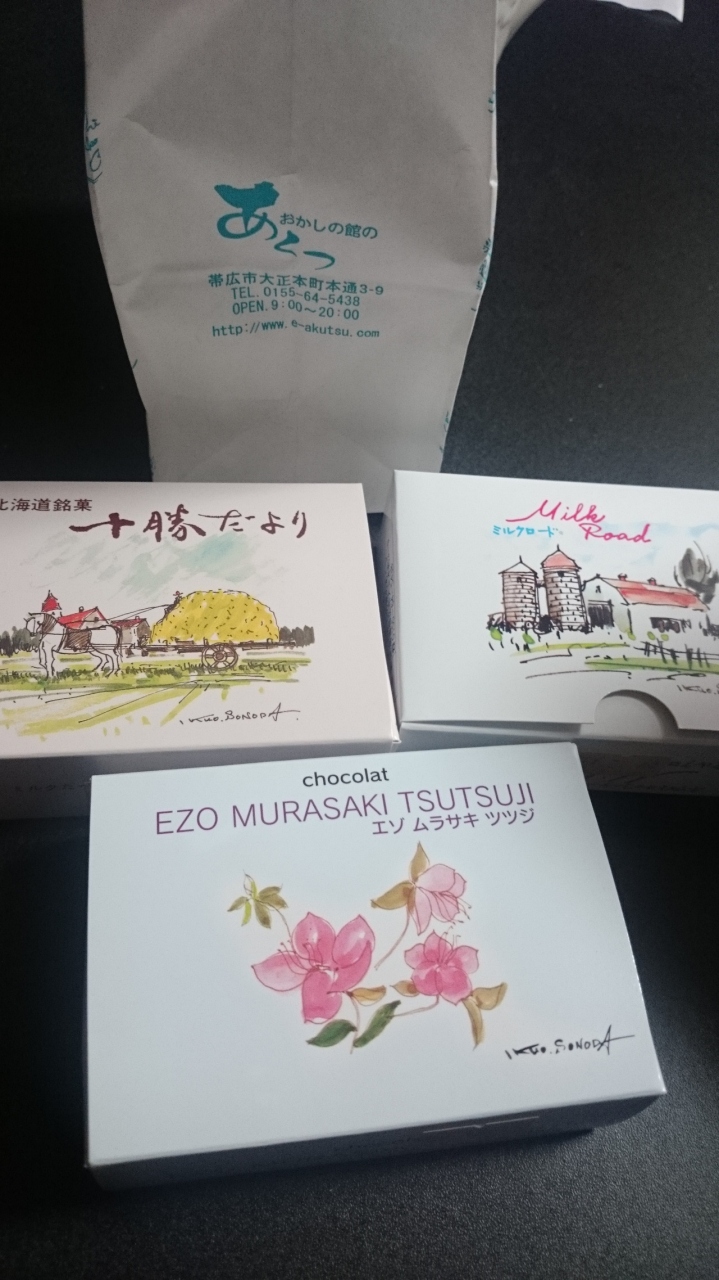 おかしの館の
あくつ
帯広市大正本町本通3-9
TEL.0155-64-5438
OPEN.9:00～20:00
http://www.e-akutsu.com
北海道銘菓
十勝だより
IKUO.SONODA.
Milk Road
ミルクロード
chocolat
EZO MURASAKI TSUTSUJI
エゾ ムラサキ ツツジ
IKUO.SONODA